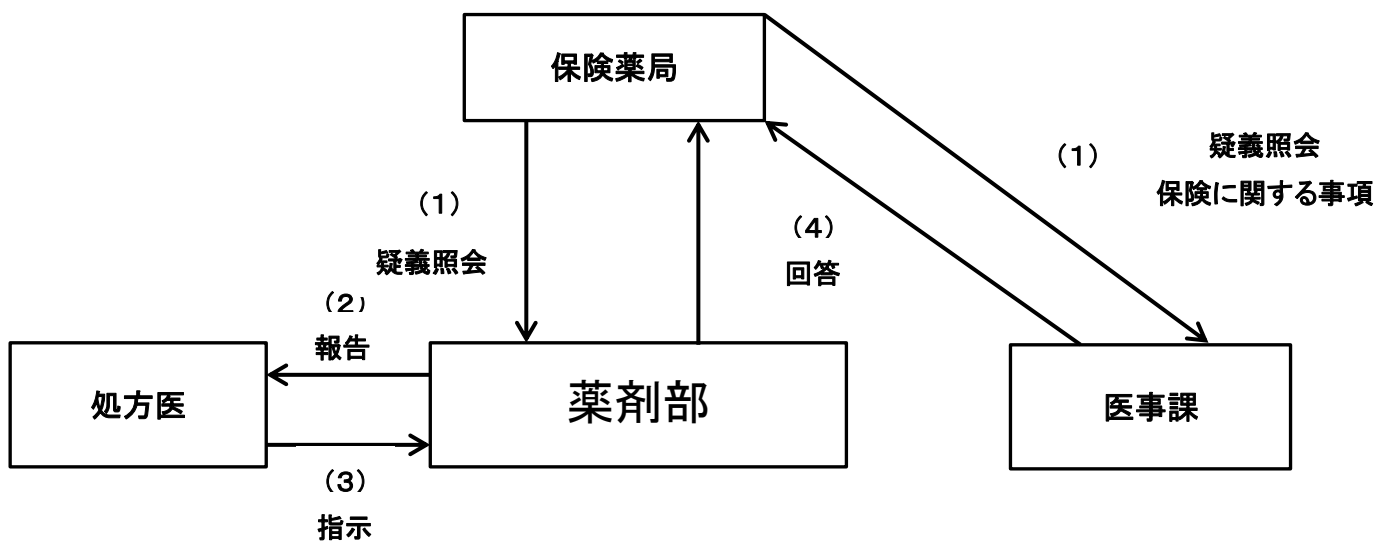 保険薬局
(1)
疑義照会
保険に関する事項
(1)
疑義照会
(4)
回答
(2)
報告
処方医
薬剤部
医事課
(3)
指示